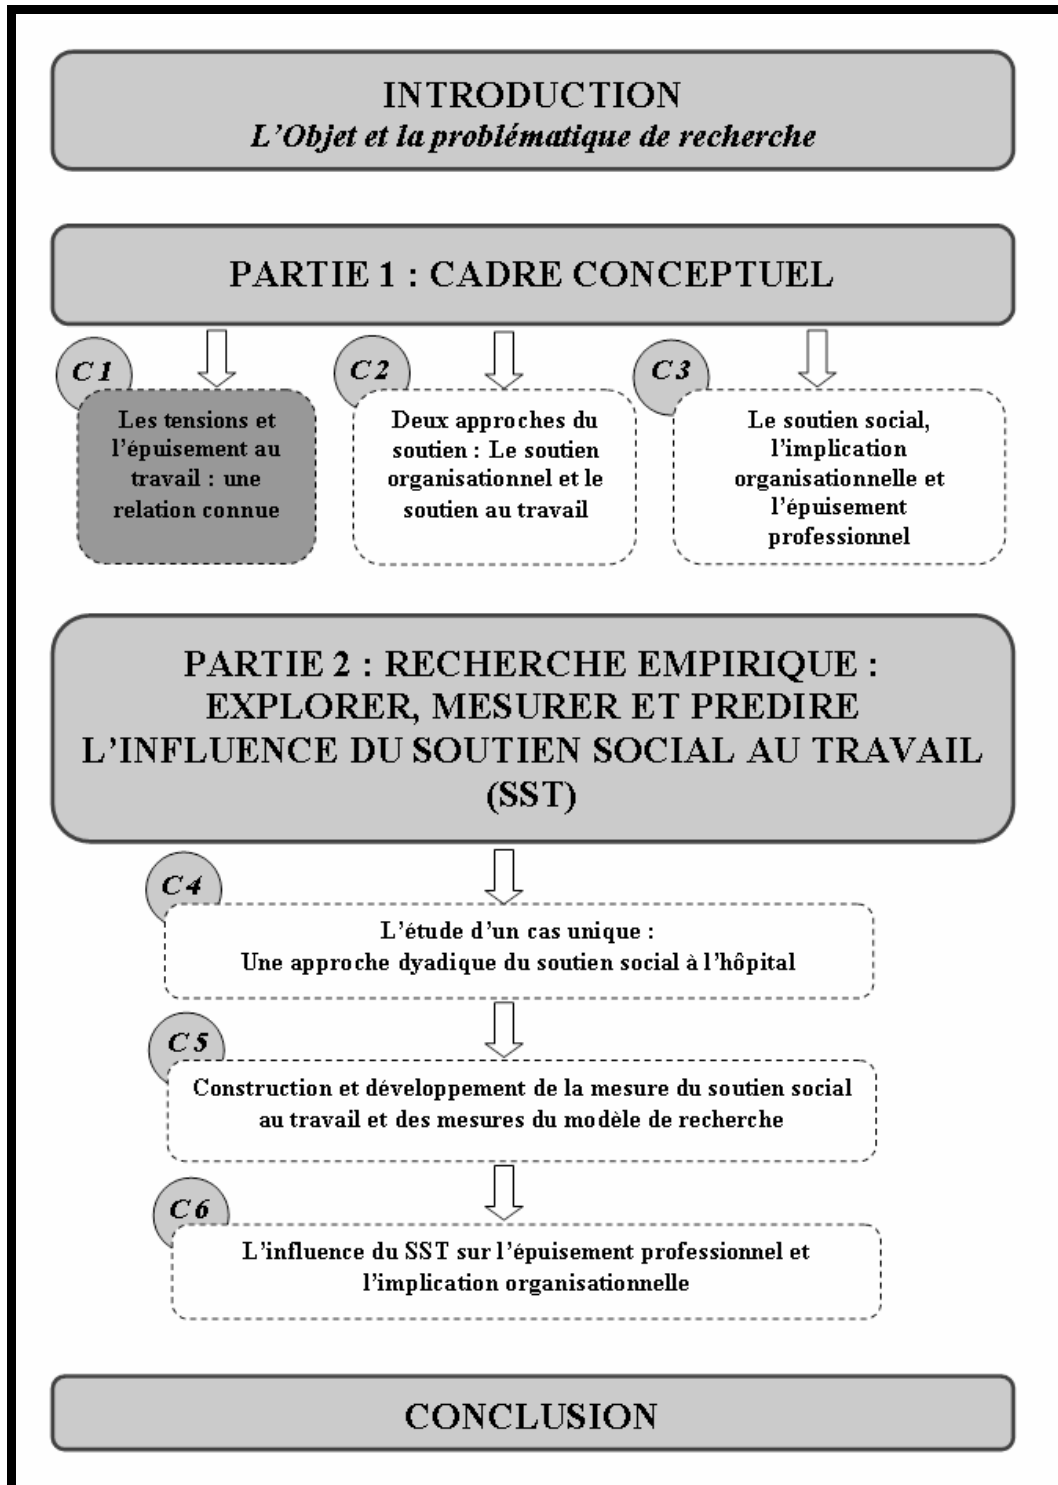 INTRODUCTION
L'Objet et la problématique de recherche
PARTIE 1 : CADRE CONCEPTUEL
C1
Les tensions et
l'épuisement au
travail : une
relation connue
C2
Deux approches du
soutien : Le soutien
organisationnel et le
soutien au travail
C3
Le soutien social,
l'implication
organisationnelle et
l'épuisement
professionnel
PARTIE 2 : RECHERCHE EMPIRIQUE :
EXPLORER, MESURER ET PREDIRE
L'INFLUENCE DU SOUTIEN SOCIAL AU TRAVAIL
(SST)
C4
L'étude d'un cas unique :
Une approche dyadique du soutien social à l'hôpital
C5
Construction et développement de la mesure du soutien social
au travail et des mesures du modèle de recherche
C6
L'influence du SST sur l'épuisement professionnel et
l'implication organisationnelle
CONCLUSION